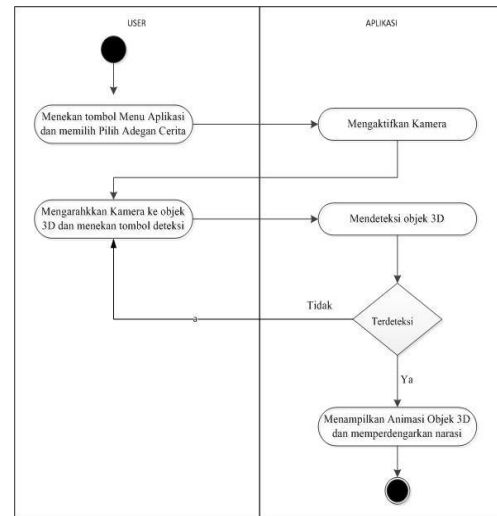 USER
APLIKASI
Menekan tombol Menu Aplikasi
dan memilih Pilih Adegan Cerita
Mengaktifkan Kamera
Mengarahkkan Kamera ke objek
3D dan menekan tombol deteksi
Mendeteksi objek 3D
Tidak
a
Terdeteksi
Ya
Menampilkan Animasi Objek 3D
dan memperdengarkan narasi